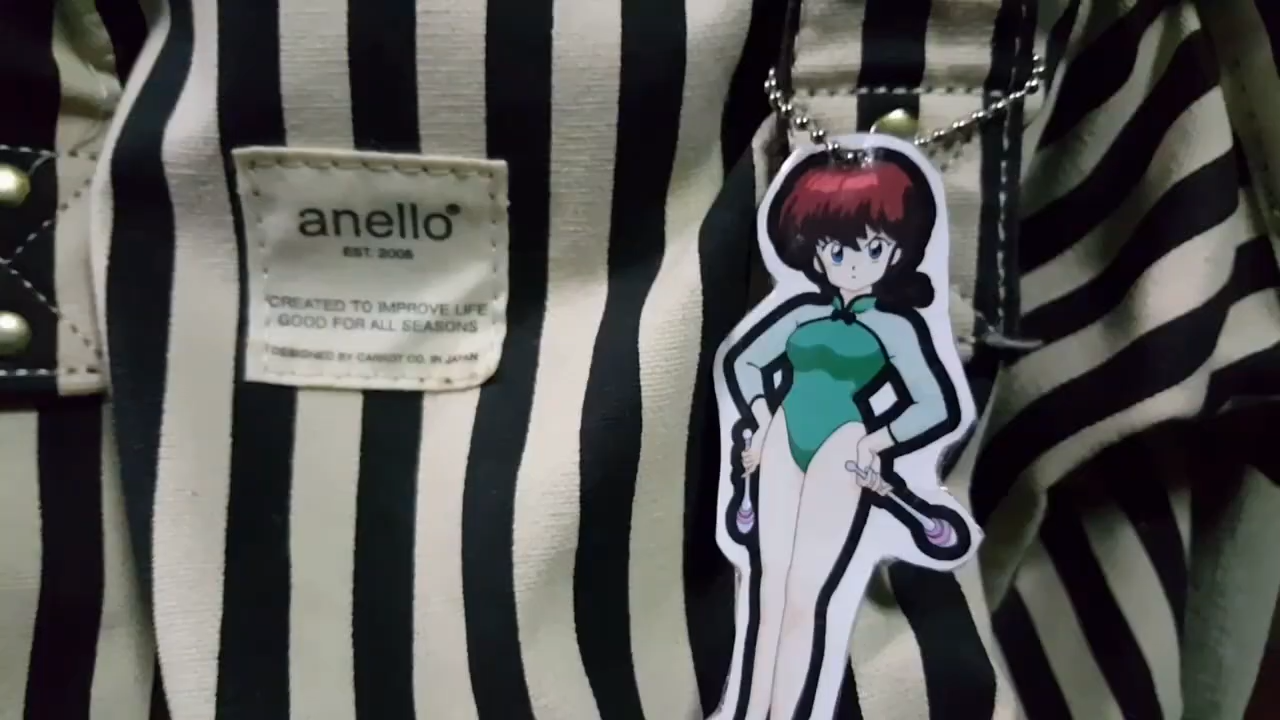 anello®
EST. 2005
CREATED TO IMPROVE LIFE
GOOD FOR ALL SEASONS
DESIGNED BY CARROT CO. IN JAPAN